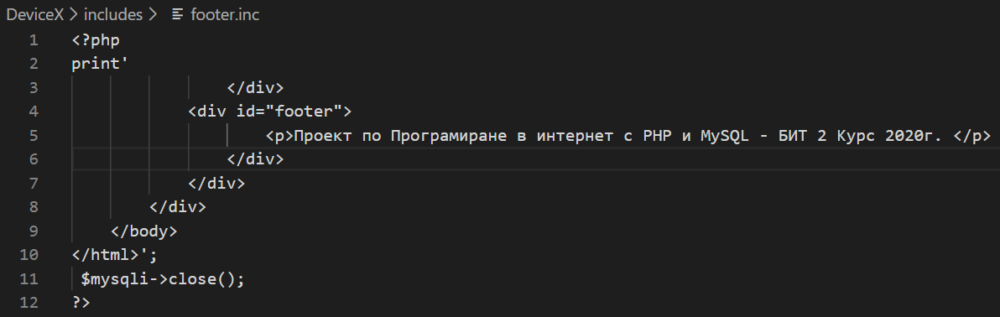 DeviceX > includes > footer.inc
1 <?php
2 print'
3 </div>
4 <div id="footer">
5 <p>Проект по Програмиране в интернет с PHP и MySQL - БИТ 2 Курс 2020г. </p>
6 </div>
7 </div>
8 </div>
9 </body>
10 </html>';
11 $mysqli->close();
12 ?>